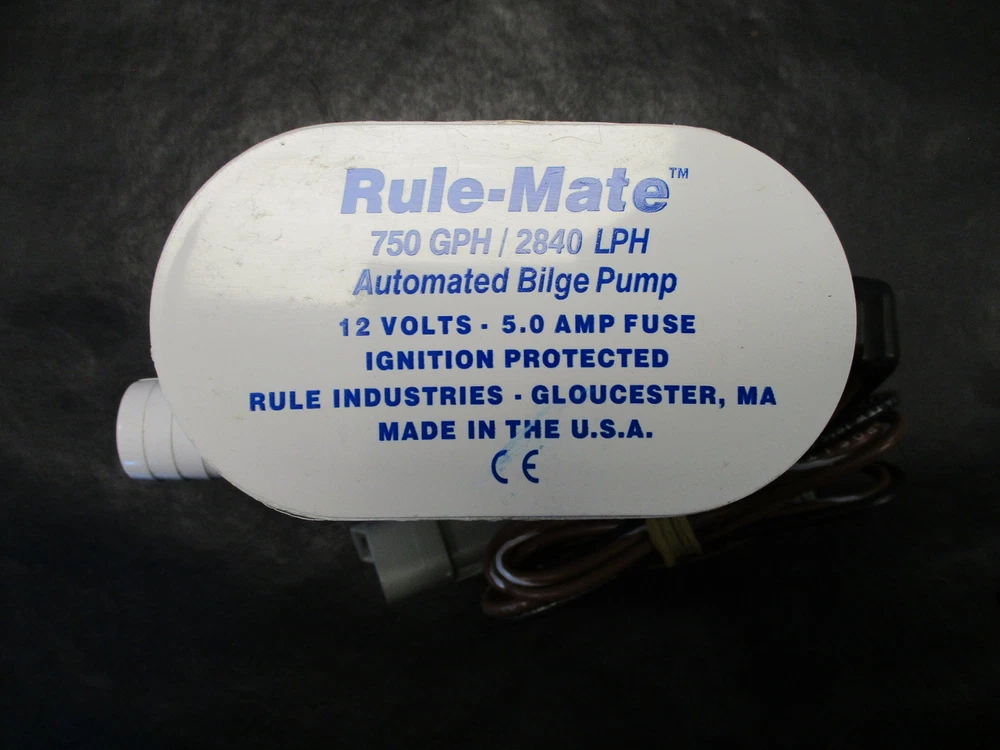 Rule-Mate™
750 GPH / 2840 LPH
Automated Bilge Pump
12 VOLTS - 5.0 AMP FUSE
IGNITION PROTECTED
RULE INDUSTRIES - GLOUCESTER, MA
MADE IN THE U.S.A.
CE